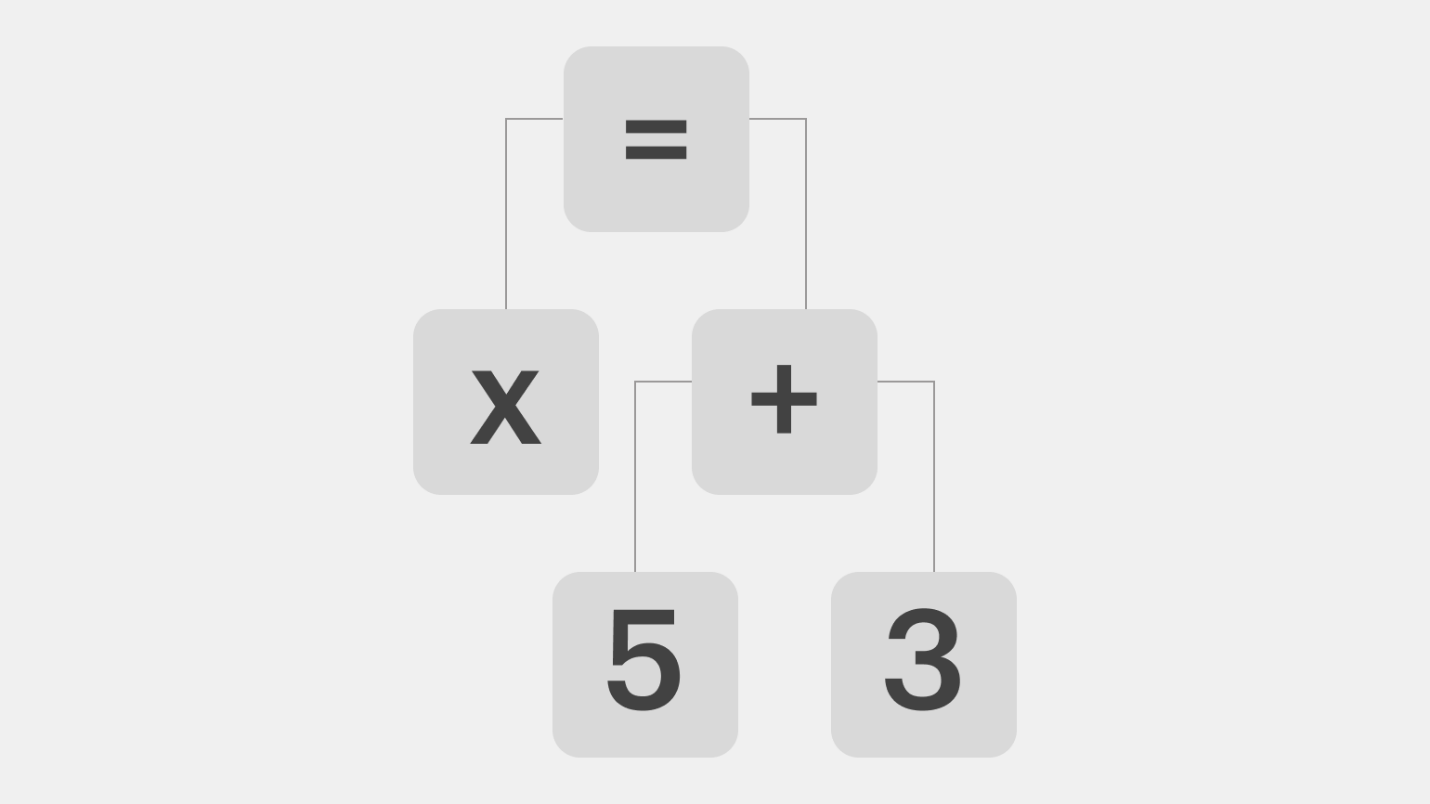 =
x +
5 3